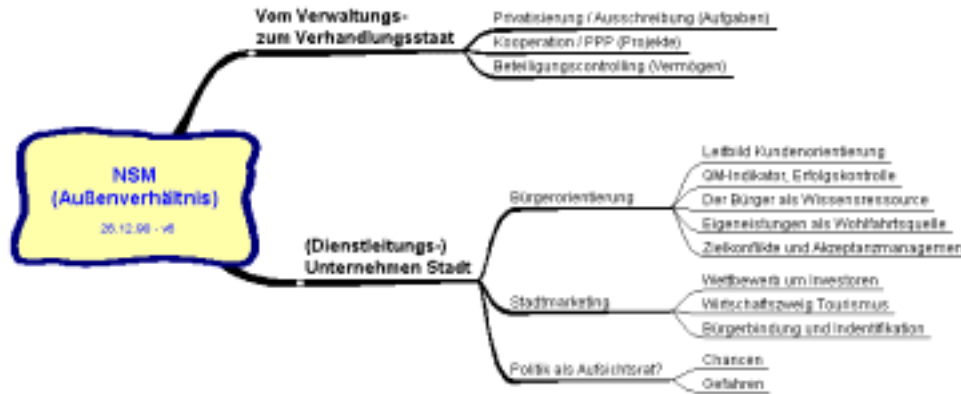 Vom Verwaltungs-
zum Verhandlungsstaat
Privatisierung / Ausschreibung (Aufgaben)
Kooperation / PPP (Projekte)
Beteiligungscontrolling (Vermögen)
NSM
(Außenverhältnis)
26.12.98 - v6
(Dienstleitungs-)
Unternehmen Stadt
Bürgerorientierung
Leitbild Kundenorientierung
QM-Indikator, Erfolgskontrolle
Der Bürger als Wissensressource
Eigeneistungen als Wohlfahrtsquelle
Zielkonflikte und Akzeptanzmanagemen
Stadtmarketing
Wettbewerb um Investoren
Wirtschaftszweig Tourismus
Bürgerbindung und Indentifikation
Politik als Aufsichtsrat?
Chancen
Gefahren